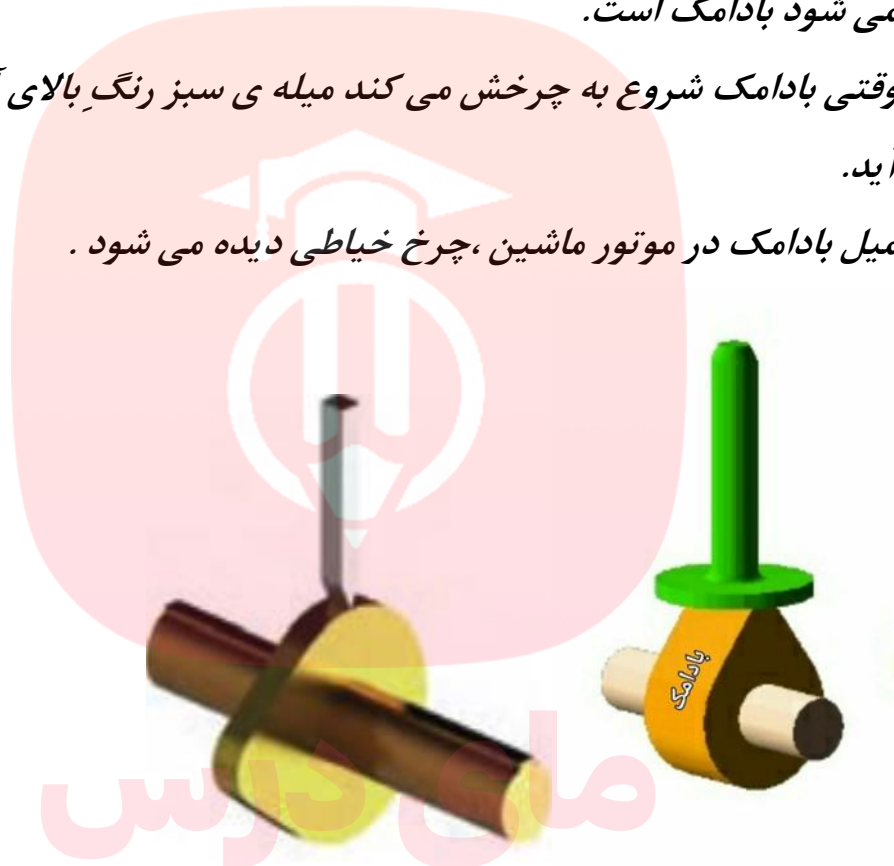 می شود بادامک است.
وقتی بادامک شروع به چرخش می کند میله ی سبز رنگِ بالای
آید.
میل بادامک در موتور ماشین ،چرخ خیاطی دیده می شود .
بادامک
مای درس